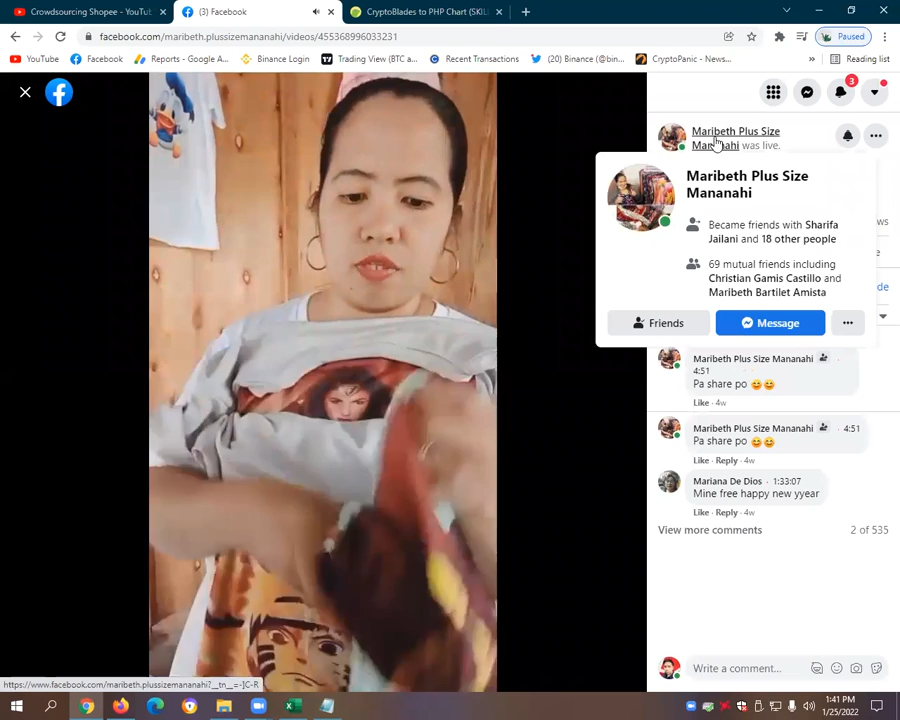 Crowdsourcing Shopee - YouTu
(3) Facebook
CryptoBlades to PHP Chart (SKIL
facebook.com/maribeth.plussizemananahi/videos/455368996033231
Paused
YouTube
Facebook
Reports - Google A...
Binance Login
Trading View (BTC a...
Recent Transactions
(20) Binance (@bin...
CryptoPanic - News...
»
Reading list
3
Maribeth Plus Size
Mananahi was live.
Maribeth Plus Size
Mananahi
Became friends with Sharifa
Jailani and 18 other people
69 mutual friends including
Christian Gamis Castillo and
Maribeth Bartilet Amista
Friends
Message
ws
e
de
Maribeth Plus Size Mananahi ·
4:51
Pa share po 😊😊
Like · 4w
Maribeth Plus Size Mananahi · 4:51
Pa share po 😊😊
Like · Reply · 4w
Mariana De Dios · 1:33:07
Mine free happy new yyear
Like · Reply · 4w
View more comments
2 of 535
Write a comment...
https://www.facebook.com/maribeth.plussizemananahi?__tn__=-]C-R
1:41 PM
1/25/2022